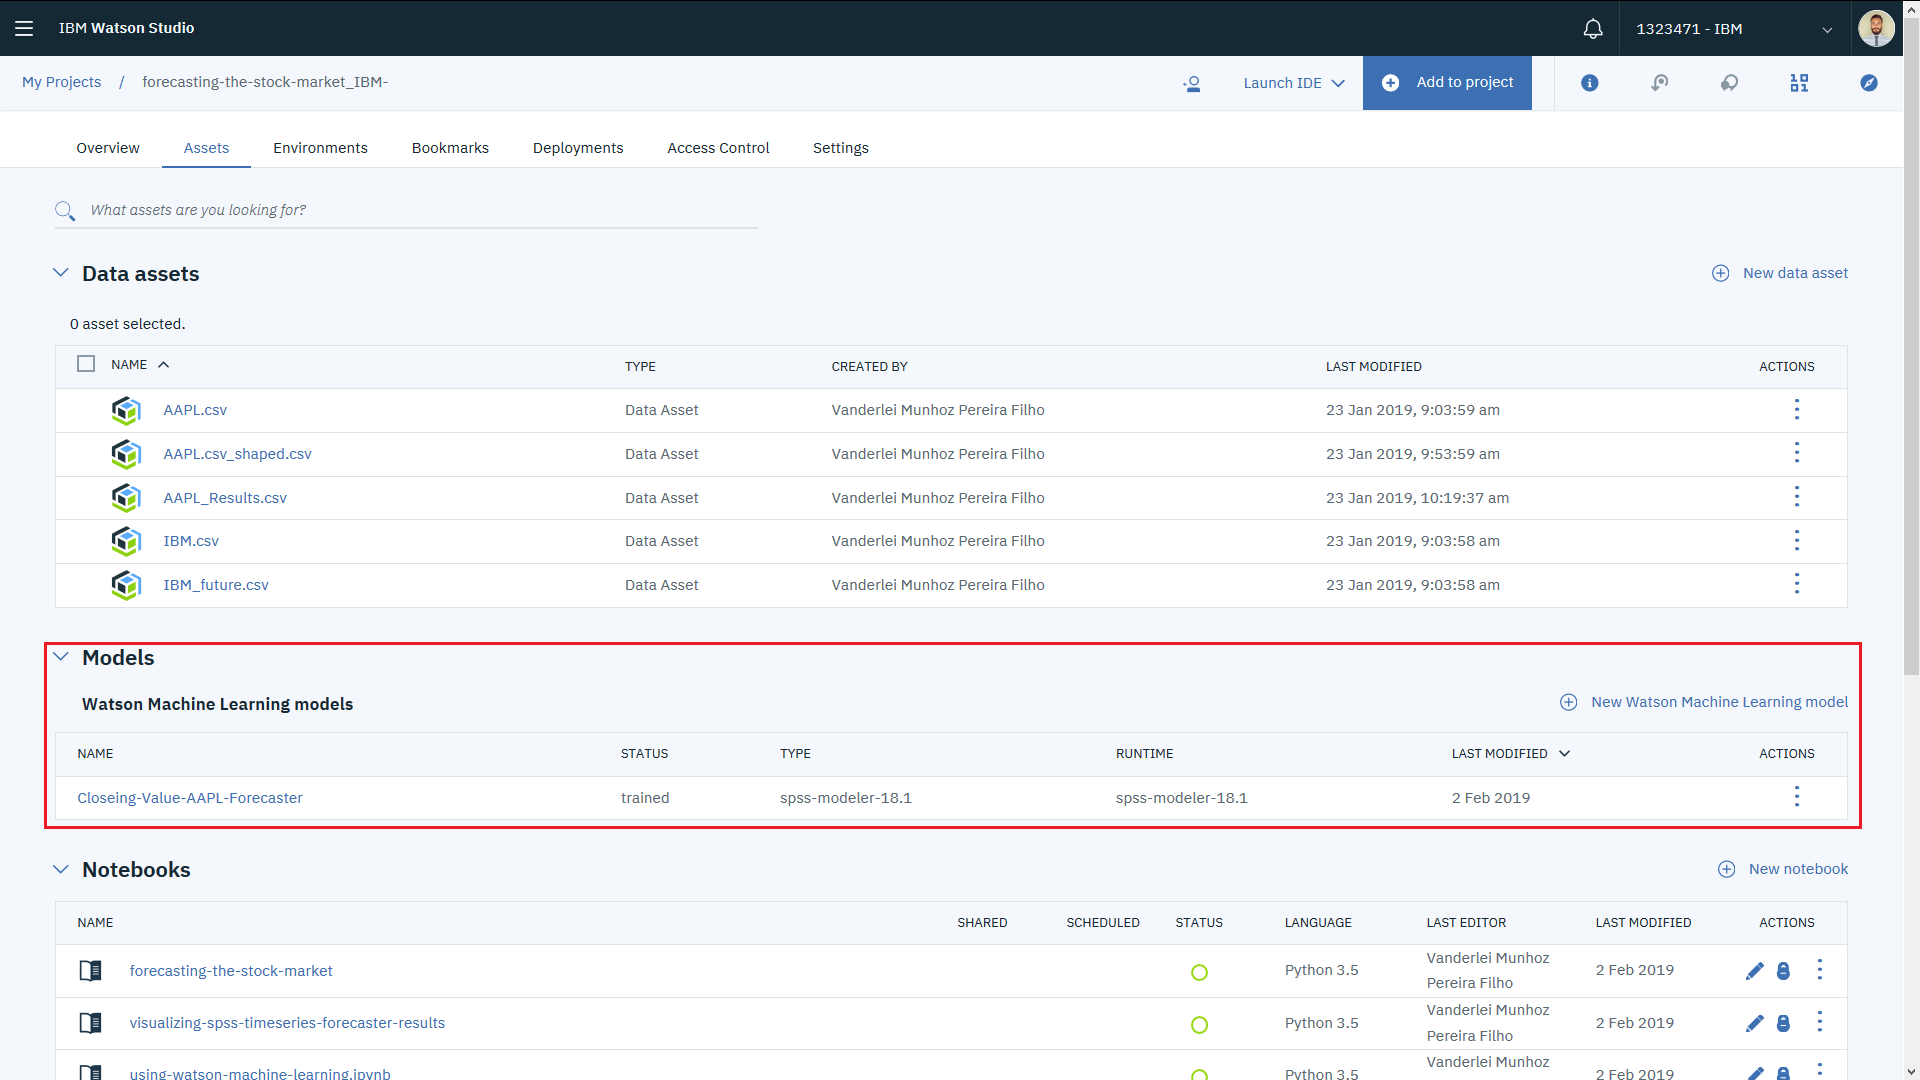 IBM Watson Studio
1323471 - IBM
My Projects / forecasting-the-stock-market_IBM-
Launch IDE
Add to project
Overview Assets Environments Bookmarks Deployments Access Control Settings
What assets are you looking for?
Data assets
New data asset
0 asset selected.
NAME TYPE CREATED BY LAST MODIFIED ACTIONS
AAPL.csv Data Asset Vanderlei Munhoz Pereira Filho 23 Jan 2019, 9:03:59 am
AAPL.csv_shaped.csv Data Asset Vanderlei Munhoz Pereira Filho 23 Jan 2019, 9:53:59 am
AAPL_Results.csv Data Asset Vanderlei Munhoz Pereira Filho 23 Jan 2019, 10:19:37 am
IBM.csv Data Asset Vanderlei Munhoz Pereira Filho 23 Jan 2019, 9:03:58 am
IBM_future.csv Data Asset Vanderlei Munhoz Pereira Filho 23 Jan 2019, 9:03:58 am
Models
Watson Machine Learning models
New Watson Machine Learning model
NAME STATUS TYPE RUNTIME LAST MODIFIED ACTIONS
Closeing-Value-AAPL-Forecaster trained spss-modeler-18.1 spss-modeler-18.1 2 Feb 2019
Notebooks
New notebook
NAME SHARED SCHEDULED STATUS LANGUAGE LAST EDITOR LAST MODIFIED ACTIONS
forecasting-the-stock-market Python 3.5 Vanderlei Munhoz Pereira Filho 2 Feb 2019
visualizing-spss-timeseries-forecaster-results Python 3.5 Vanderlei Munhoz Pereira Filho 2 Feb 2019
using-watson-machine-learning.ipynb Python 3.5 Vanderlei Munhoz 2 Feb 2019